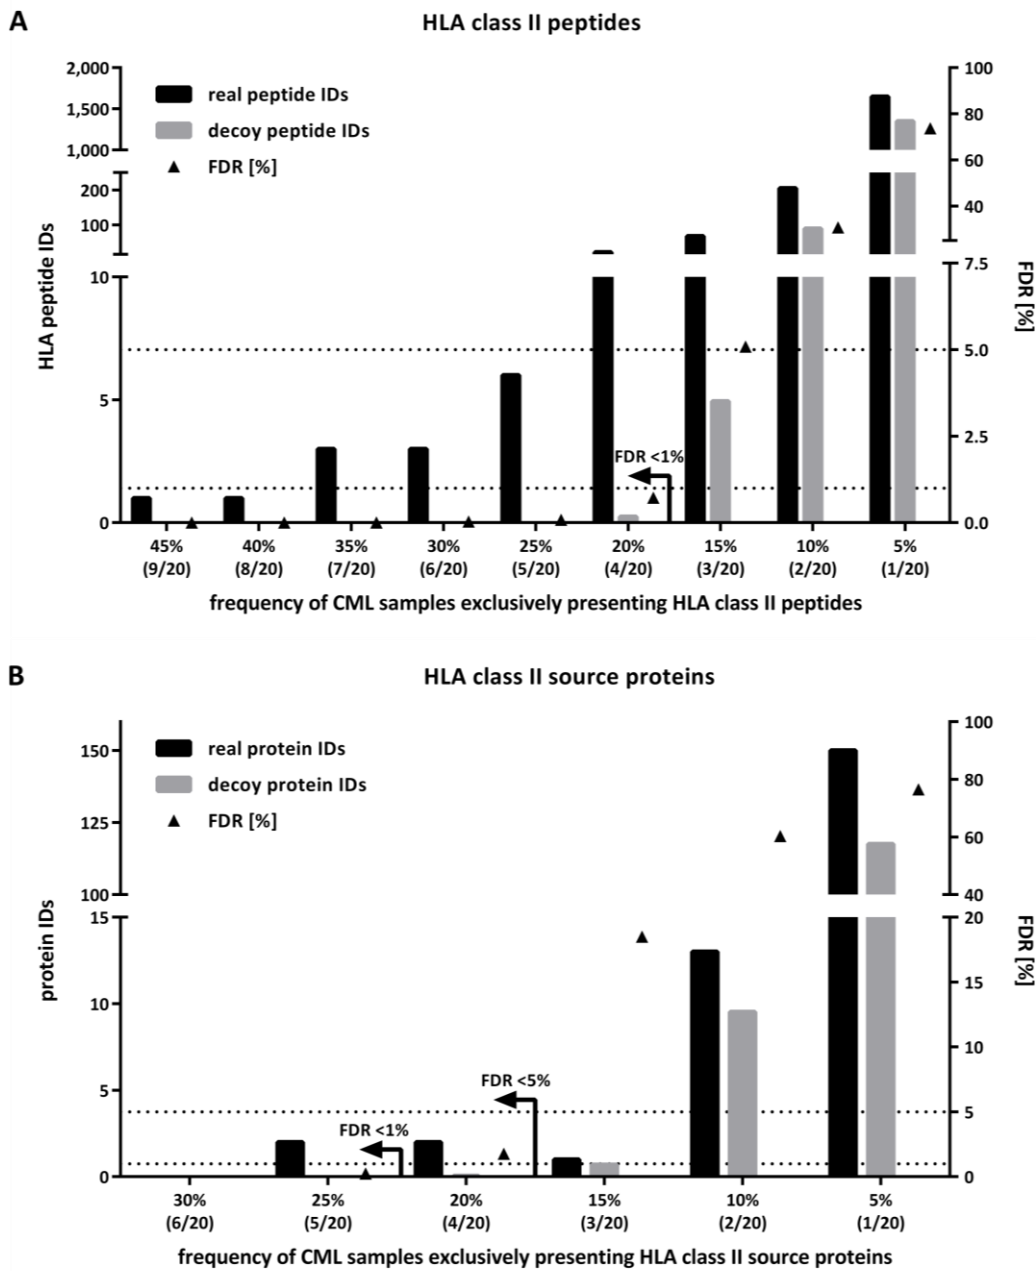 A
HLA class II peptides
real peptide IDs
decoy peptide IDs
FDR [%]
HLA peptide IDs
2,000
1,500
1,000
200
100
10
5
0
100
80
60
40
7.5
5.0
2.5
0.0
FDR [%]
FDR <1%
45% 40% 35% 30% 25% 20% 15% 10% 5%
(9/20) (8/20) (7/20) (6/20) (5/20) (4/20) (3/20) (2/20) (1/20)
frequency of CML samples exclusively presenting HLA class II peptides
B
HLA class II source proteins
real protein IDs
decoy protein IDs
FDR [%]
protein IDs
150
125
100
15
10
5
0
100
80
60
40
20
15
10
5
0
FDR [%]
FDR <5%
FDR <1%
30% 25% 20% 15% 10% 5%
(6/20) (5/20) (4/20) (3/20) (2/20) (1/20)
frequency of CML samples exclusively presenting HLA class II source proteins